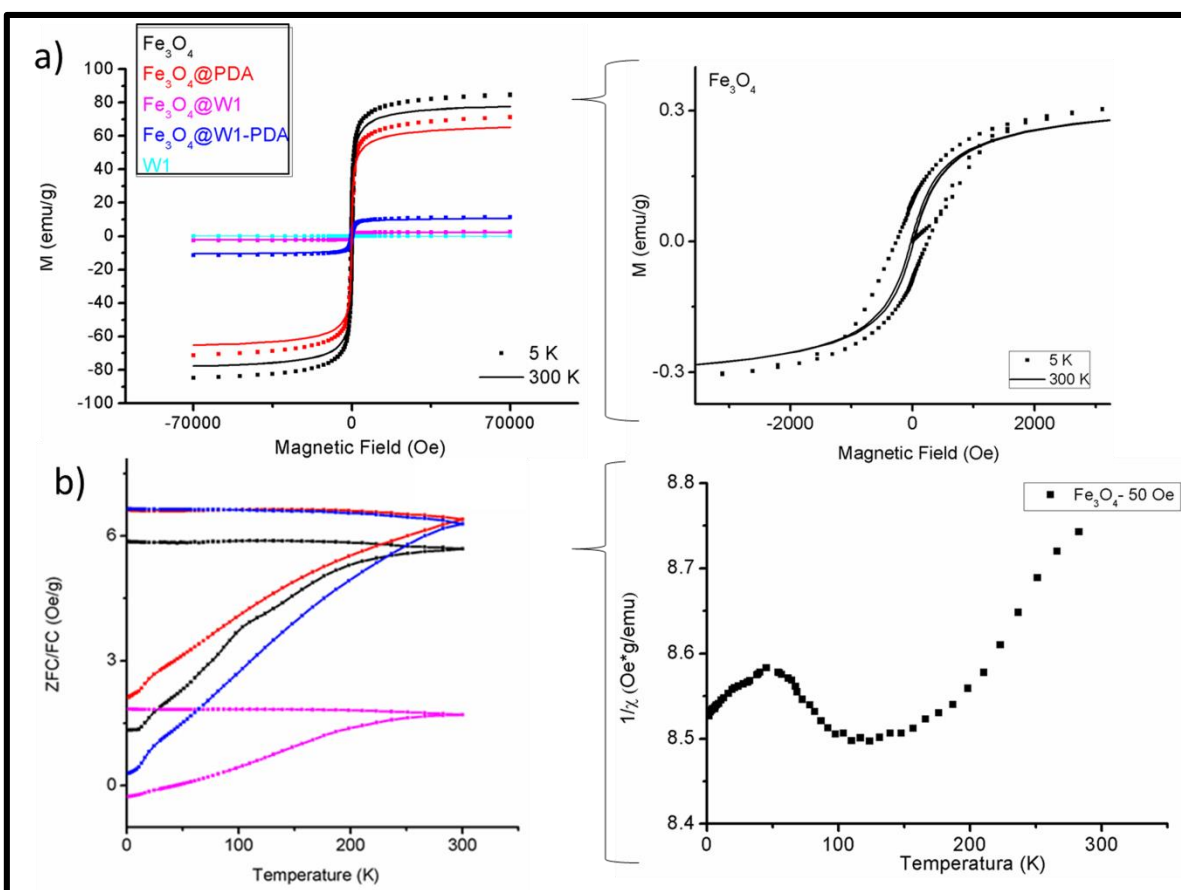 a)
Fe3O4
Fe3O4@PDA
Fe3O4@W1
Fe3O4@W1-PDA
W1
M (emu/g)
100
80
60
40
20
0
-20
-40
-60
-80
-100
-70000
0
70000
Magnetic Field (Oe)
5 K
300 K
Fe3O4
M (emu/g)
0.3
0.0
-0.3
-2000
0
2000
Magnetic Field (Oe)
5 K
300 K
b)
ZFC/FC (Oe/g)
6
3
0
0
100
200
300
Temperature (K)
Fe3O4- 50 Oe
1/χ (Oe*g/emu)
8.8
8.7
8.6
8.5
8.4
0
100
200
300
Temperatura (K)